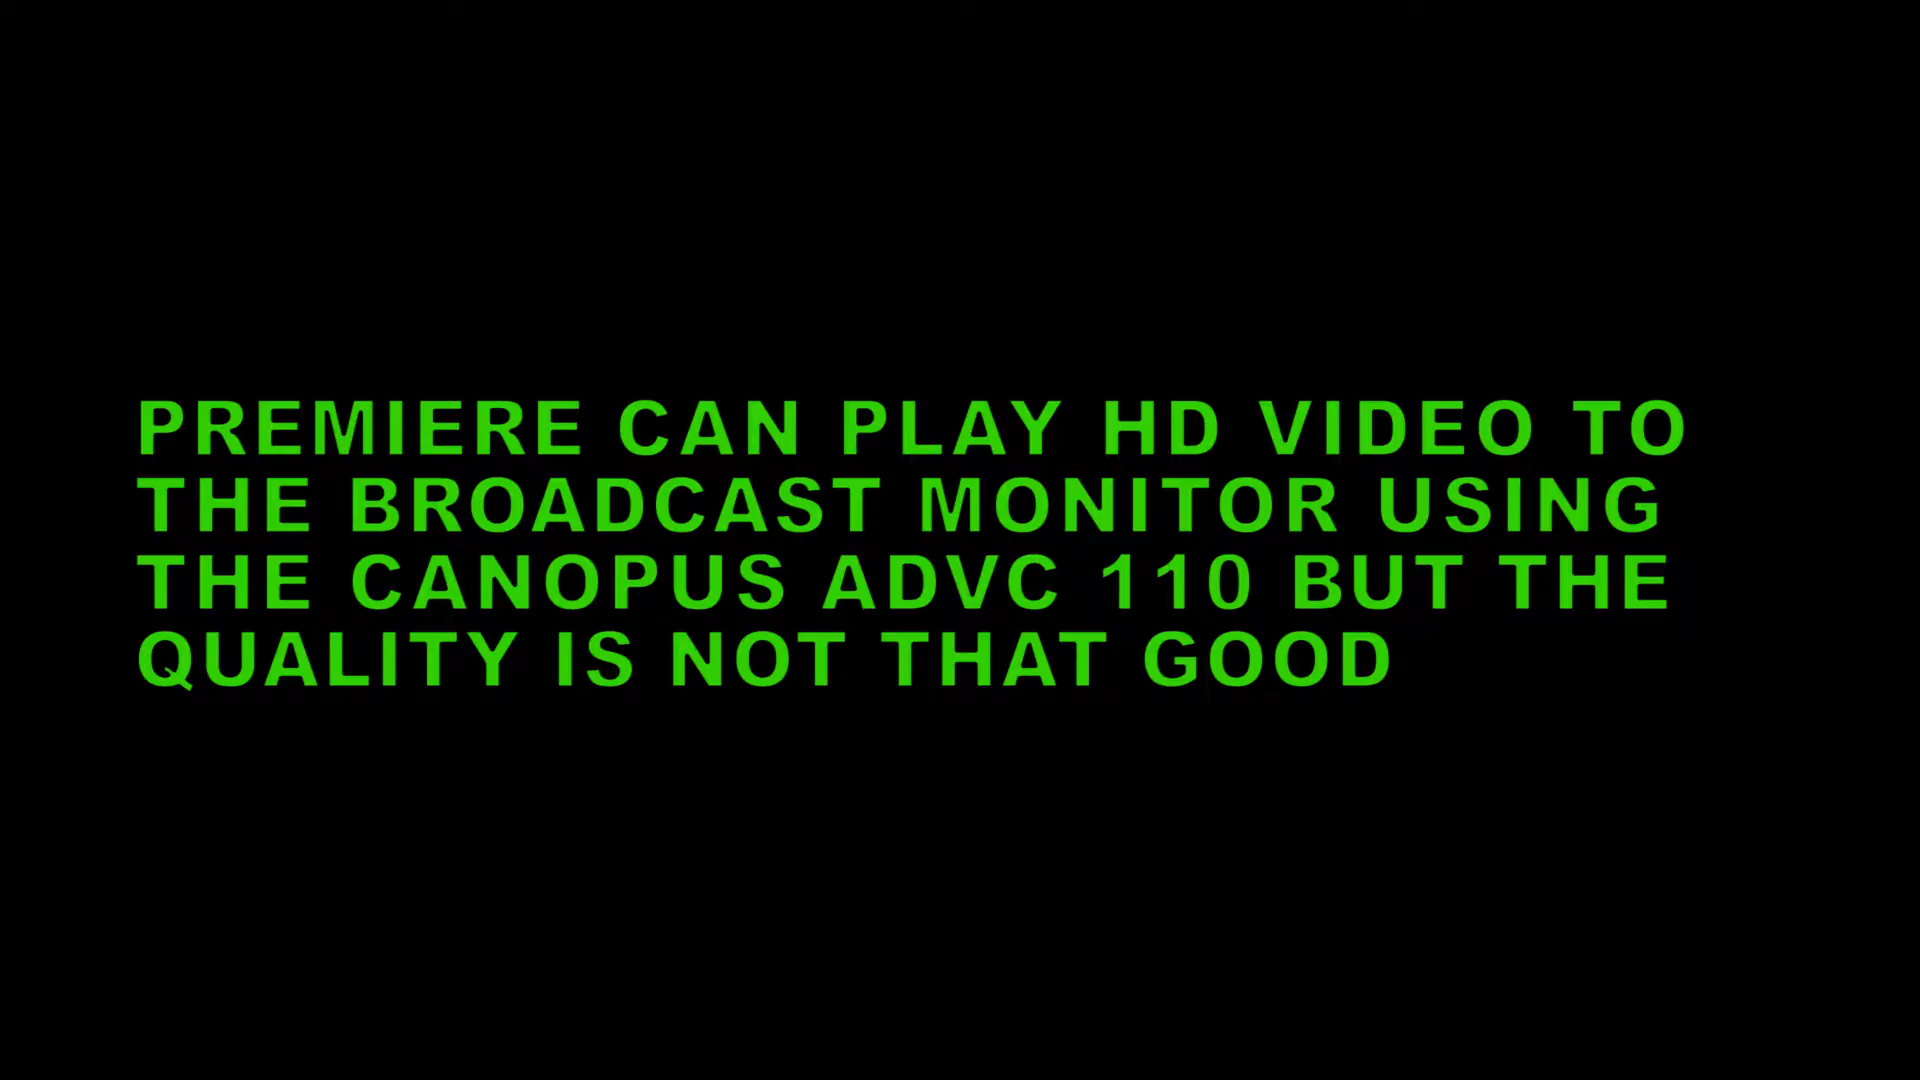 PREMIERE CAN PLAY HD VIDEO TO
THE BROADCAST MONITOR USING
THE CANOPUS ADVC 110 BUT THE
QUALITY IS NOT THAT GOOD